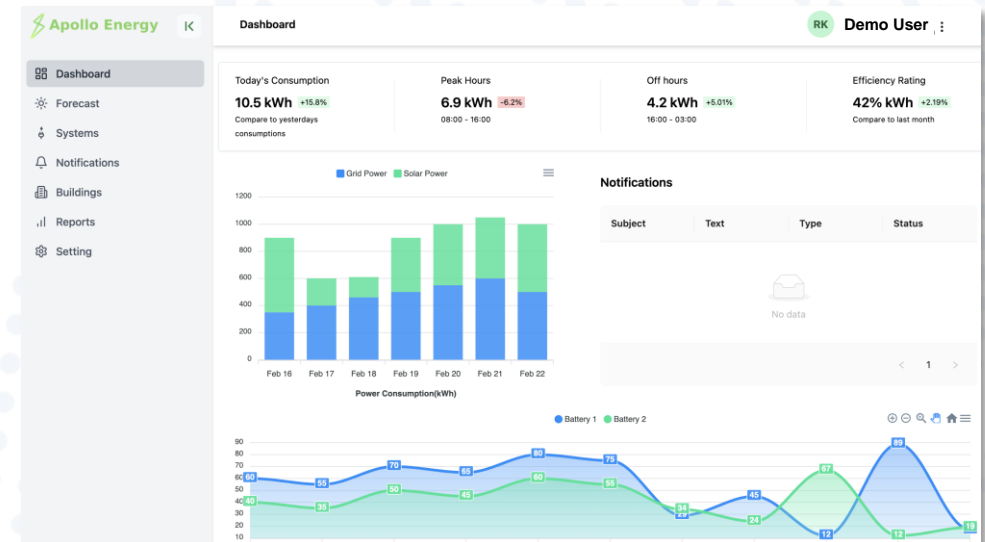 Apollo Energy
Dashboard
RK Demo User
Dashboard
Forecast
Systems
Notifications
Buildings
Reports
Setting
Today's Consumption
10.5 kWh +15.8%
Compare to yesterdays
consumptions
Peak Hours
6.9 kWh -6.2%
08:00 - 16:00
Off hours
4.2 kWh +5.01%
16:00 - 03:00
Efficiency Rating
42% kWh +2.19%
Compare to last month
Grid Power Solar Power
1200
1000
800
600
400
200
0
Feb 16 Feb 17 Feb 18 Feb 19 Feb 20 Feb 21 Feb 22
Power Consumption(kWh)
Notifications
Subject Text Type Status
No data
< 1 >
Battery 1 Battery 2
90
80
70
60
50
40
30
20
10
60 55 70 65 80 75 45 12 89
40 35 50 45 60 55 34 24 67 12 19